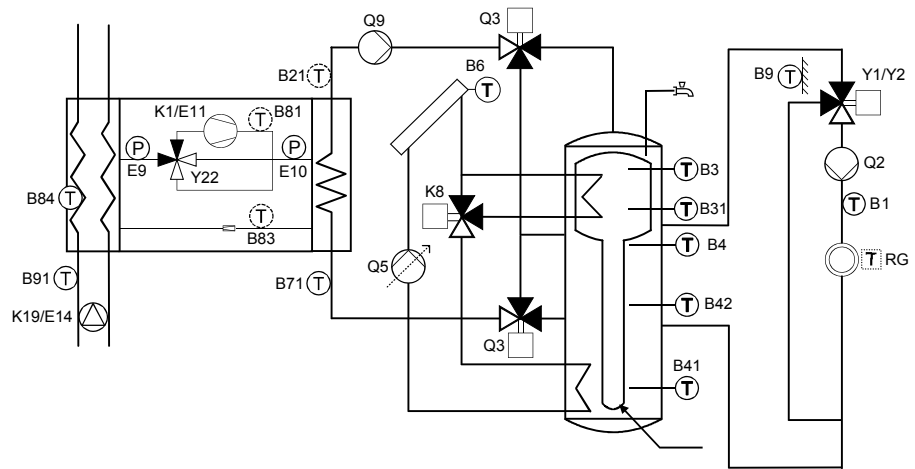 Q9
Q3
B6
B21
T
T
B9
T
Y1/Y2
K1/E11
T
B81
P
E9
Y22
P
E10
T
B3
Q2
B84
T
K8
T
B31
T
B1
T
B83
T
B4
B91
T
B71
T
Q5
T
RG
K19/E14
T
B42
Q3
B41
T